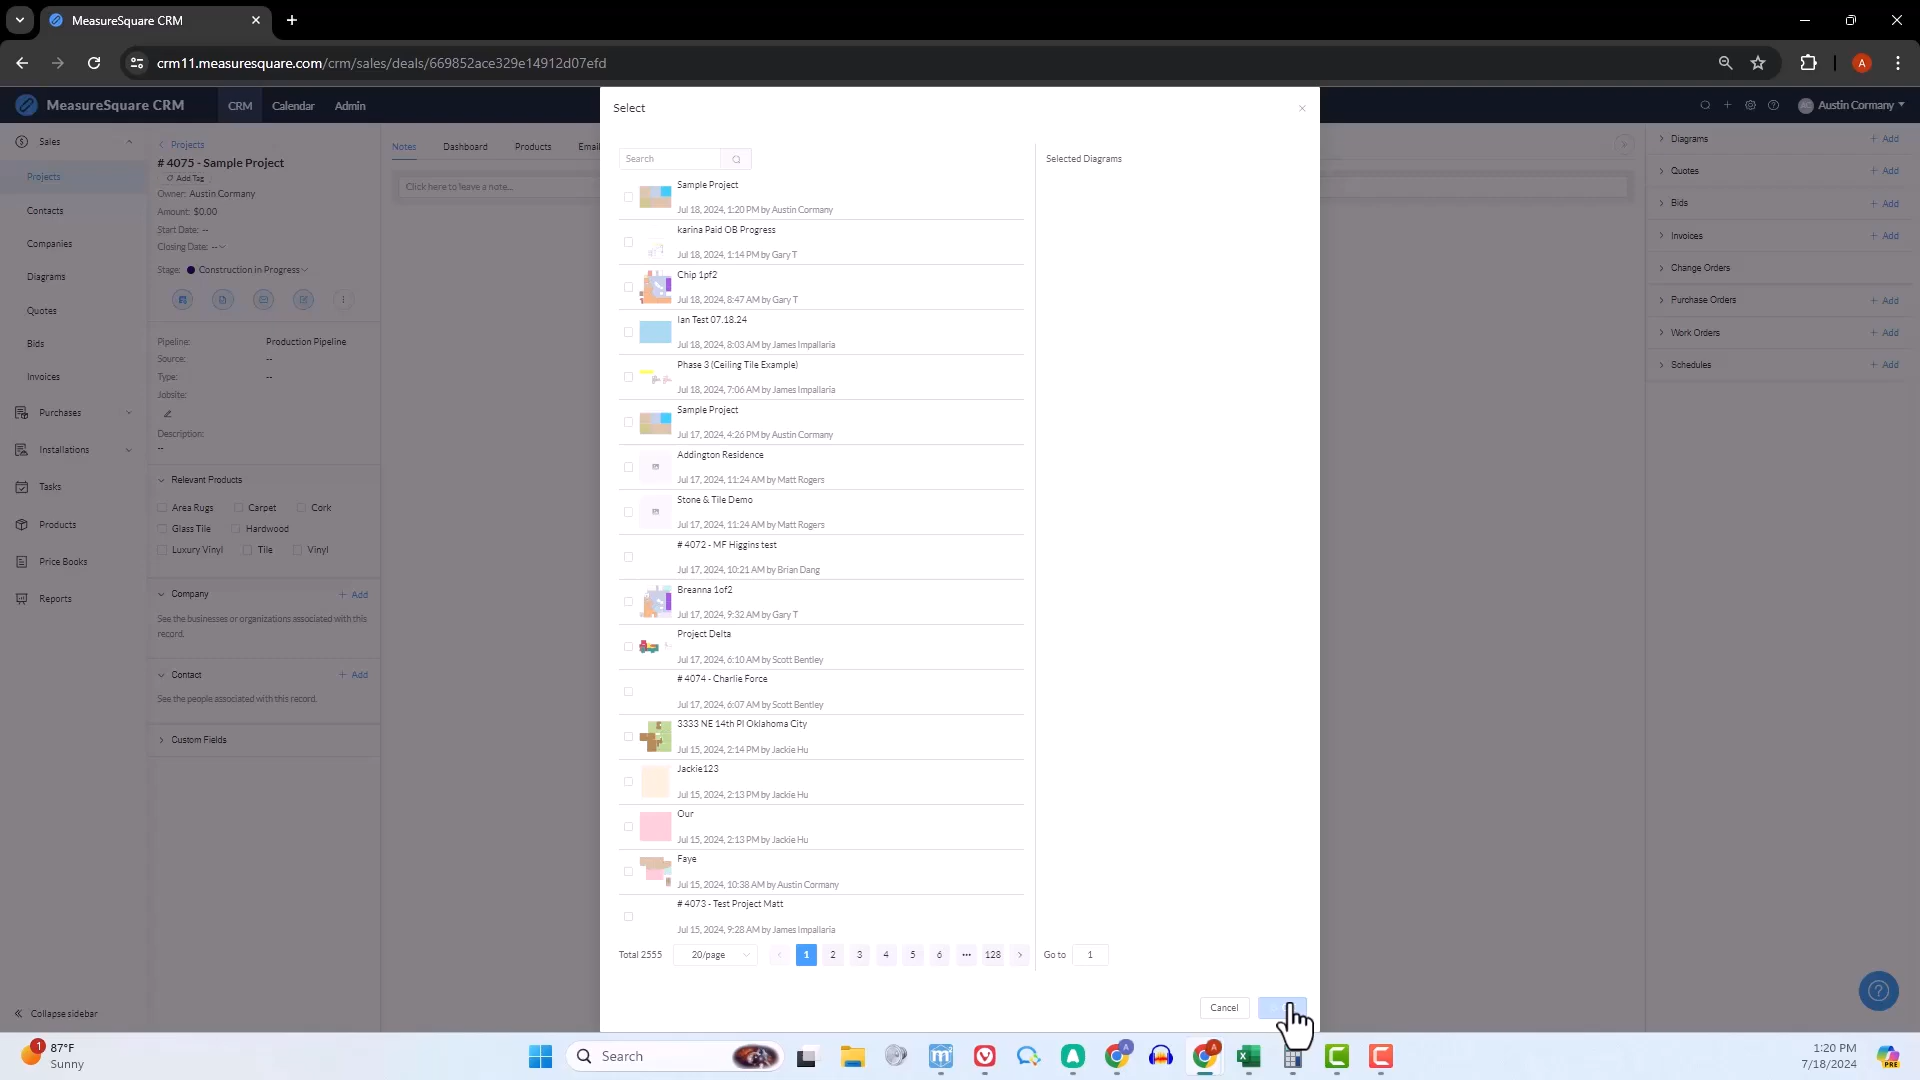 MeasureSquare CRM
crm11.measuresquare.com/crm/sales/deals/669852ace329e14912d07efd
A
MeasureSquare CRM
CRM
Calendar
Admin
Austin Cormany
Sales
Projects
Contacts
Companies
Diagrams
Quotes
Bids
Invoices
Purchases
Installations
Tasks
Products
Price Books
Reports
Collapse sidebar
Projects
# 4075 - Sample Project
Add Tag
Owner: Austin Cormany
Amount: $0.00
Start Date: --
Closing Date: --
Stage: Construction in Progress
Pipeline: Production Pipeline
Source: --
Type: --
Jobsite:
Description:
--
Relevant Products
Area Rugs Carpet Cork
Glass Tile Hardwood
Luxury Vinyl Tile Vinyl
Company + Add
See the businesses or organizations associated with this
record.
Contact + Add
See the people associated with this record.
Custom Fields
Notes Dashboard Products Email
Click here to leave a note...
Select
Search
Sample Project
Jul 18, 2024, 1:20 PM by Austin Cormany
karina Paid OB Progress
Jul 18, 2024, 1:14 PM by Gary T
Chip 1pf2
Jul 18, 2024, 8:47 AM by Gary T
Ian Test 07.18.24
Jul 18, 2024, 8:03 AM by James Impallaria
Phase 3 (Ceiling Tile Example)
Jul 18, 2024, 7:06 AM by James Impallaria
Sample Project
Jul 17, 2024, 4:26 PM by Austin Cormany
Addington Residence
Jul 17, 2024, 11:24 AM by Matt Rogers
Stone & Tile Demo
Jul 17, 2024, 11:24 AM by Matt Rogers
# 4072 - MF Higgins test
Jul 17, 2024, 10:21 AM by Brian Dang
Breanna 1of2
Jul 17, 2024, 9:32 AM by Gary T
Project Delta
Jul 17, 2024, 6:10 AM by Scott Bentley
# 4074 - Charlie Force
Jul 17, 2024, 6:07 AM by Scott Bentley
3333 NE 14th Pl Oklahoma City
Jul 15, 2024, 2:14 PM by Jackie Hu
Jackie123
Jul 15, 2024, 2:13 PM by Jackie Hu
Our
Jul 15, 2024, 2:13 PM by Jackie Hu
Faye
Jul 15, 2024, 10:38 AM by Austin Cormany
# 4073 - Test Project Matt
Jul 15, 2024, 9:28 AM by James Impallaria
Total 2555 20/page 1 2 3 4 5 6 ••• 128 Go to 1
Selected Diagrams
Cancel
Diagrams + Add
Quotes + Add
Bids + Add
Invoices + Add
Change Orders
Purchase Orders + Add
Work Orders + Add
Schedules + Add
1
87°F
Sunny
Search
1:20 PM
7/18/2024
PRE